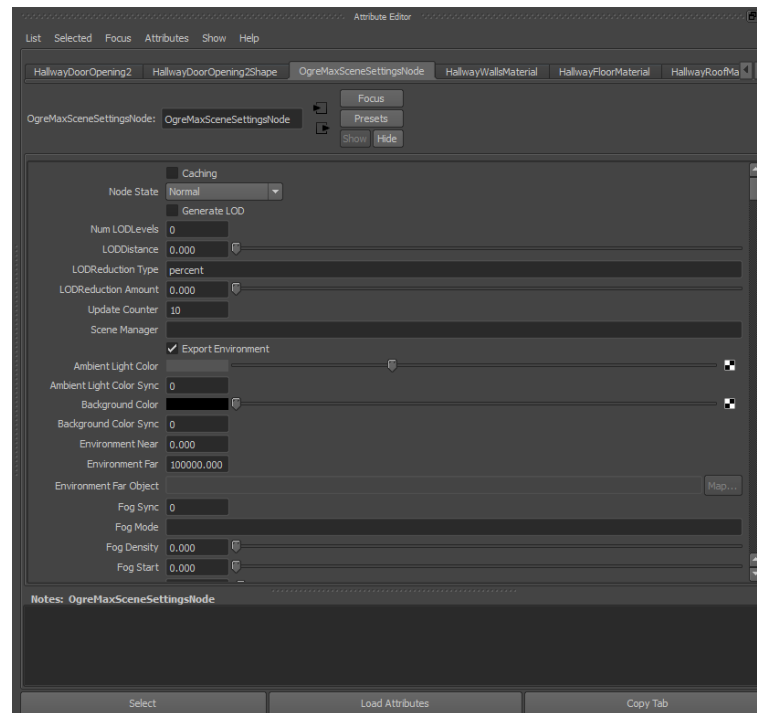 Attribute Editor
List Selected Focus Attributes Show Help
HallwayDoorOpening2 HallwayDoorOpening2Shape OgreMaxSceneSettingsNode HallwayWallsMaterial HallwayFloorMaterial HallwayRoofMa
Focus
OgreMaxSceneSettingsNode: OgreMaxSceneSettingsNode Presets
Show Hide
Caching
Node State Normal
Generate LOD
Num LODLevels 0
LODDistance 0.000
LODReduction Type percent
LODReduction Amount 0.000
Update Counter 10
Scene Manager
Export Environment
Ambient Light Color
Ambient Light Color Sync 0
Background Color
Background Color Sync 0
Environment Near 0.000
Environment Far 100000.000
Environment Far Object Map...
Fog Sync 0
Fog Mode
Fog Density 0.000
Fog Start 0.000
Notes: OgreMaxSceneSettingsNode
Select Load Attributes Copy Tab